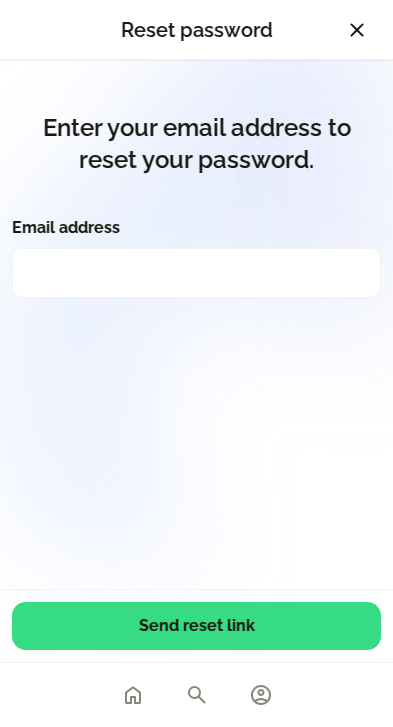 Reset password
Enter your email address to
reset your password.
Email address
Send reset link